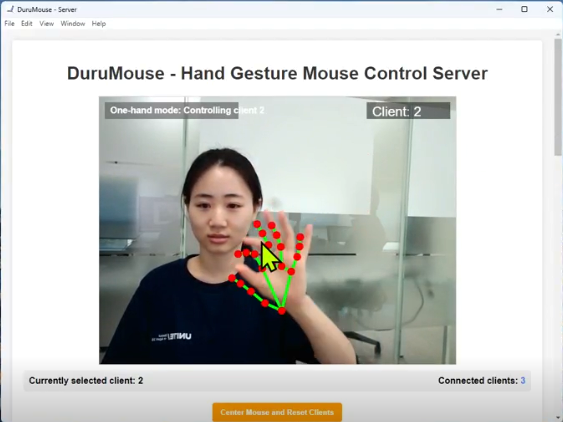 DuruMouse - Server
File Edit View Window Help
DuruMouse - Hand Gesture Mouse Control Server
One-hand mode: Controlling client 2
Client: 2
Currently selected client: 2
Connected clients: 3
Center Mouse and Reset Clients